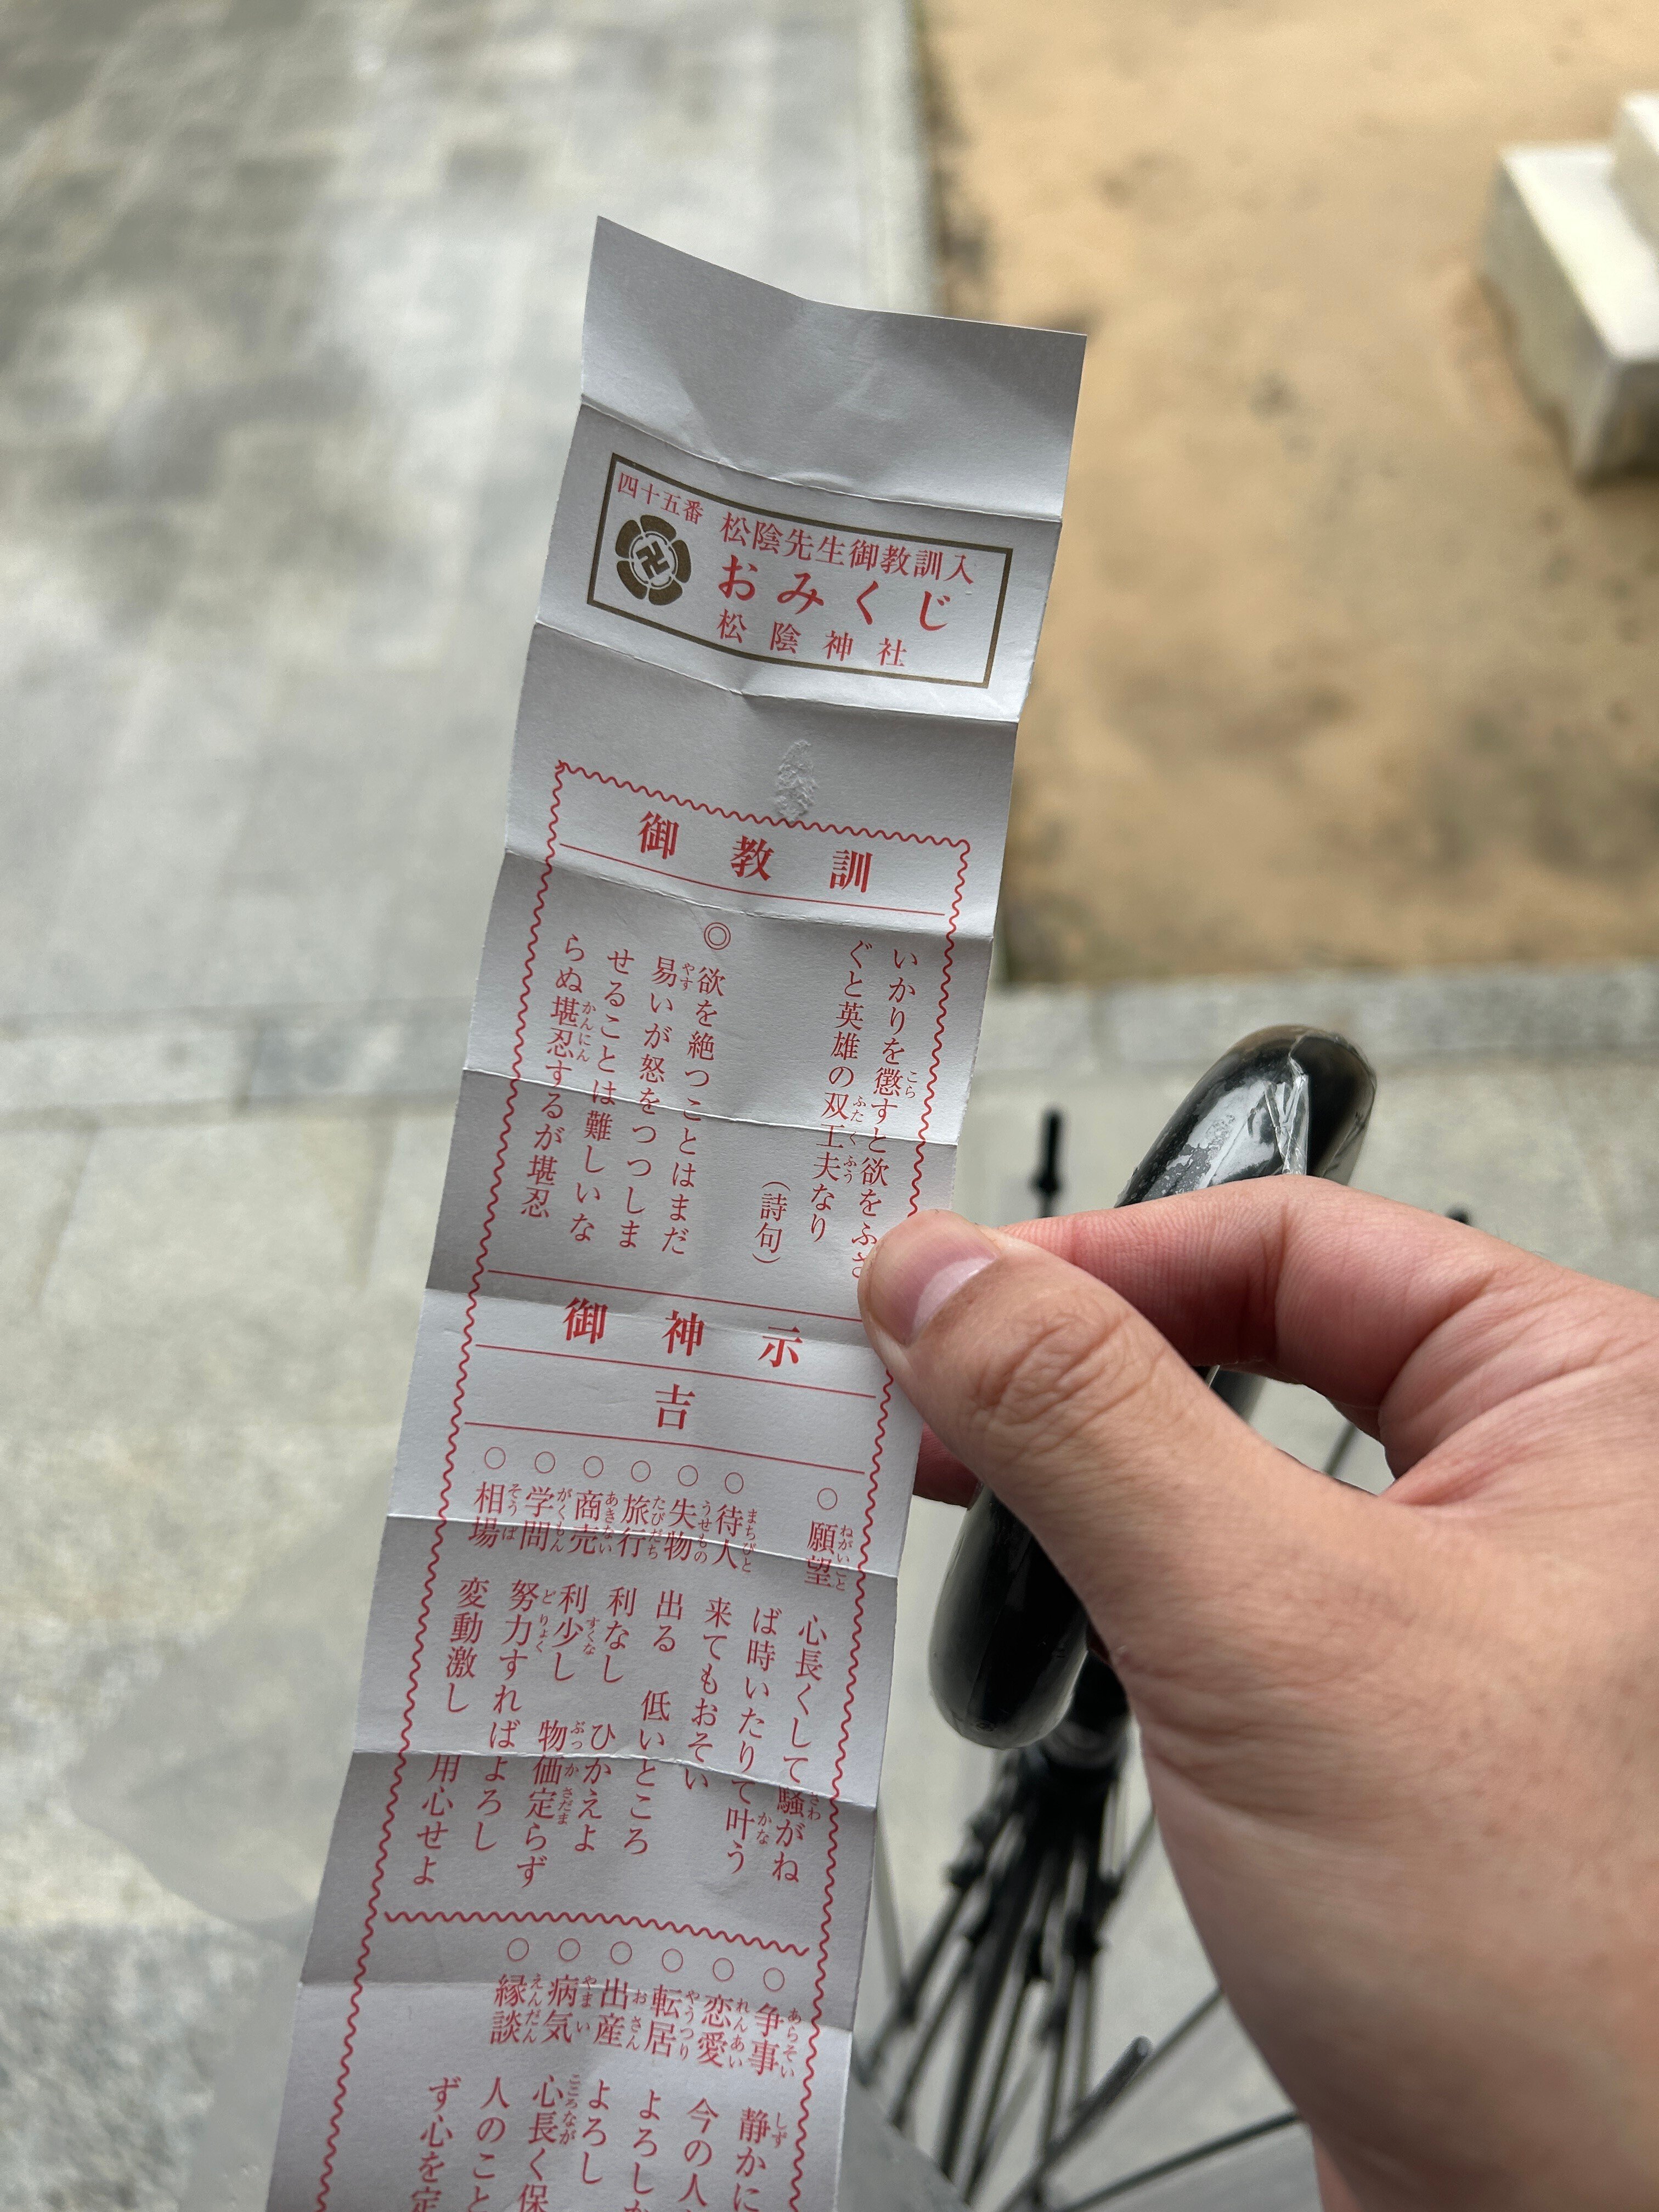 四十五番
松陰先生御教訓入
おみくじ
松陰神社
御教訓
いかりを懲すと欲をふさ
ぐと英雄の双工夫なり
(詩句)
◎欲を絶つことはまだ
易いが怒をつつしま
せることは難しいな
らぬ堪忍するが堪忍
御神示
吉
○願望 心長くして騒がね
ば時いたりて叶う
○待人 来てもおそい
○失物 出る 低いところ
○旅行 利なし ひかえよ
○商売 利少し 物価定らず
○学問 努力すればよろし
○相場 変動激し 用心せよ
○争事 静かに
○恋愛 今の人
○転居 よろしか
○出産 よろし
○病気 心長く保
○縁談 人のこと
ず心を定